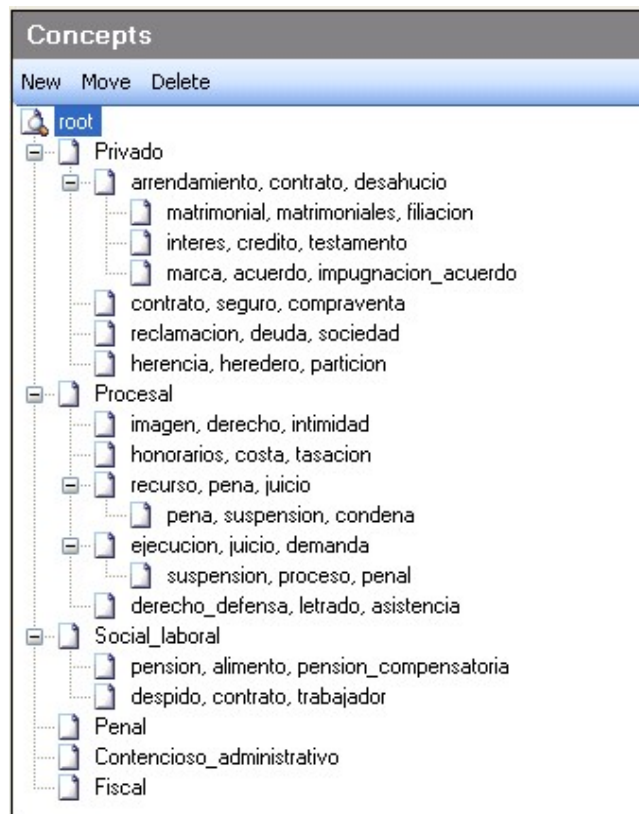 Concepts
New Move Delete
root
Privado
arrendamiento, contrato, desahucio
matrimonial, matrimoniales, filiacion
interes, credito, testamento
marca, acuerdo, impugnacion_acuerdo
contrato, seguro, compraventa
reclamacion, deuda, sociedad
herencia, heredero, particion
Procesal
imagen, derecho, intimidad
honorarios, costa, tasacion
recurso, pena, juicio
pena, suspension, condena
ejecucion, juicio, demanda
suspension, proceso, penal
derecho_defensa, letrado, asistencia
Social_laboral
pension, alimento, pension_compensatoria
despido, contrato, trabajador
Penal
Contencioso_administrativo
Fiscal